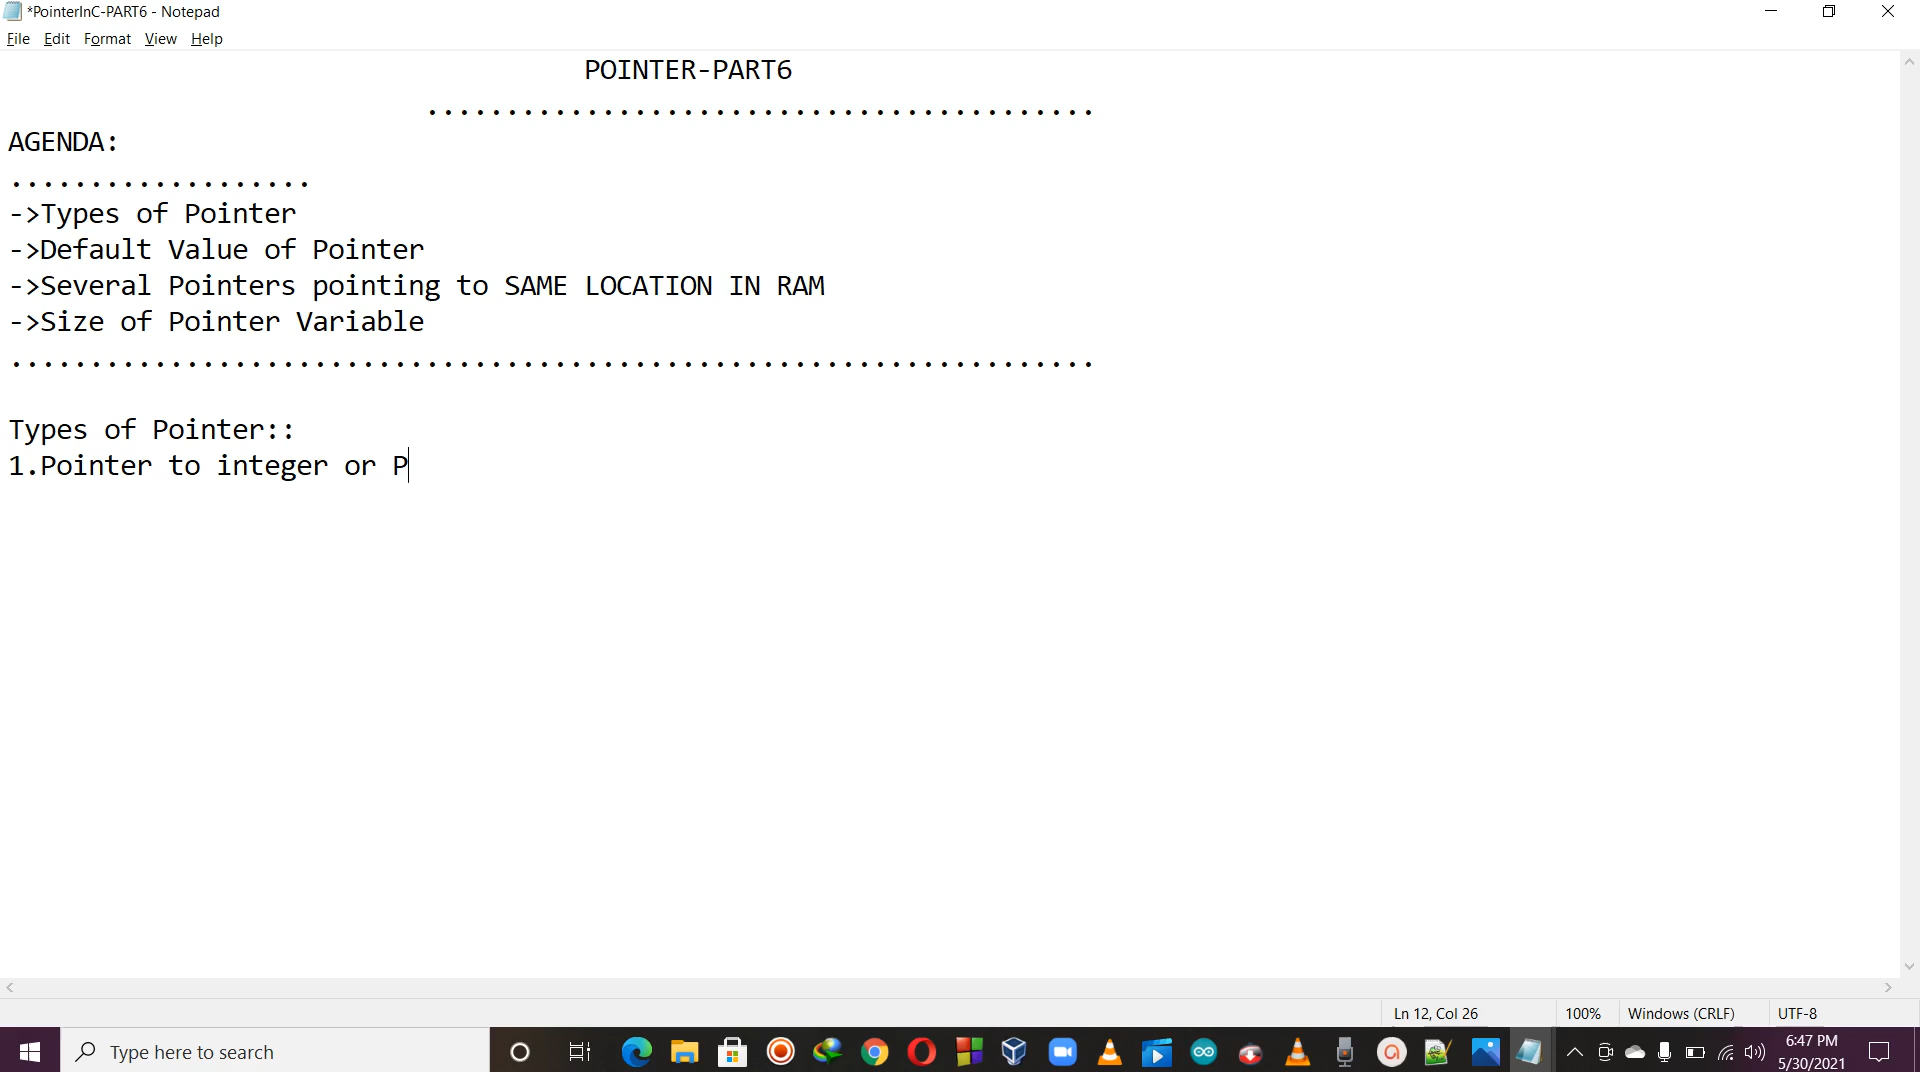 *PointerInC-PART6 - Notepad
File Edit Format View Help
POINTER-PART6
..........................................
AGENDA:
...................
->Types of Pointer
->Default Value of Pointer
->Several Pointers pointing to SAME LOCATION IN RAM
->Size of Pointer Variable
....................................................................
Types of Pointer::
1.Pointer to integer or P
Ln 12, Col 26 100% Windows (CRLF) UTF-8
Type here to search
6:47 PM
5/30/2021